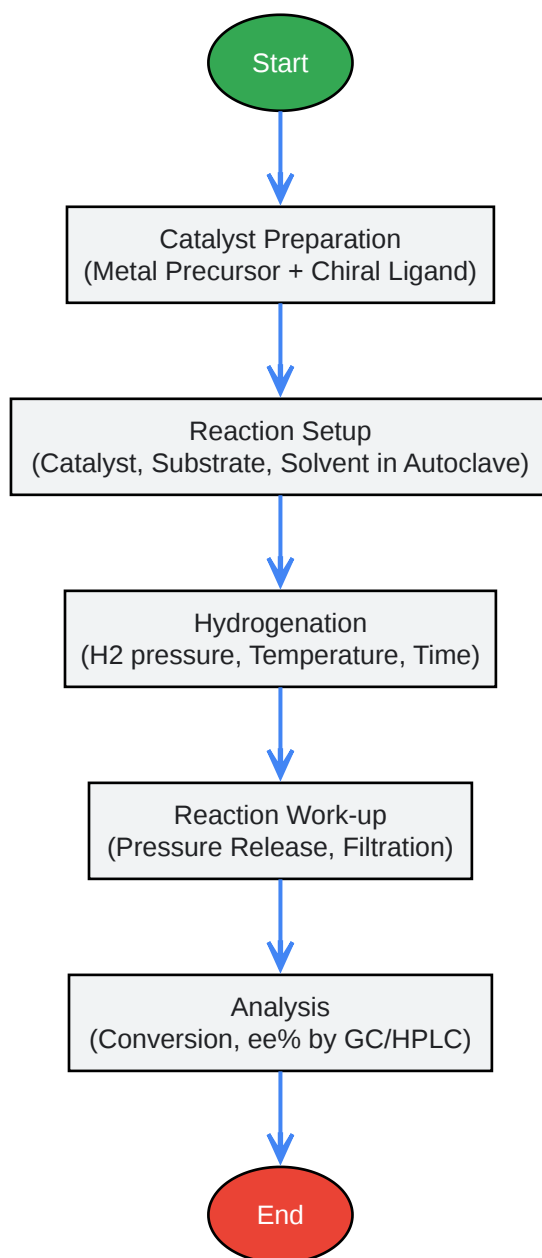 Start
Catalyst Preparation
(Metal Precursor + Chiral Ligand)
Reaction Setup
(Catalyst, Substrate, Solvent in Autoclave)
Hydrogenation
(H2 pressure, Temperature, Time)
Reaction Work-up
(Pressure Release, Filtration)
Analysis
(Conversion, ee% by GC/HPLC)
End